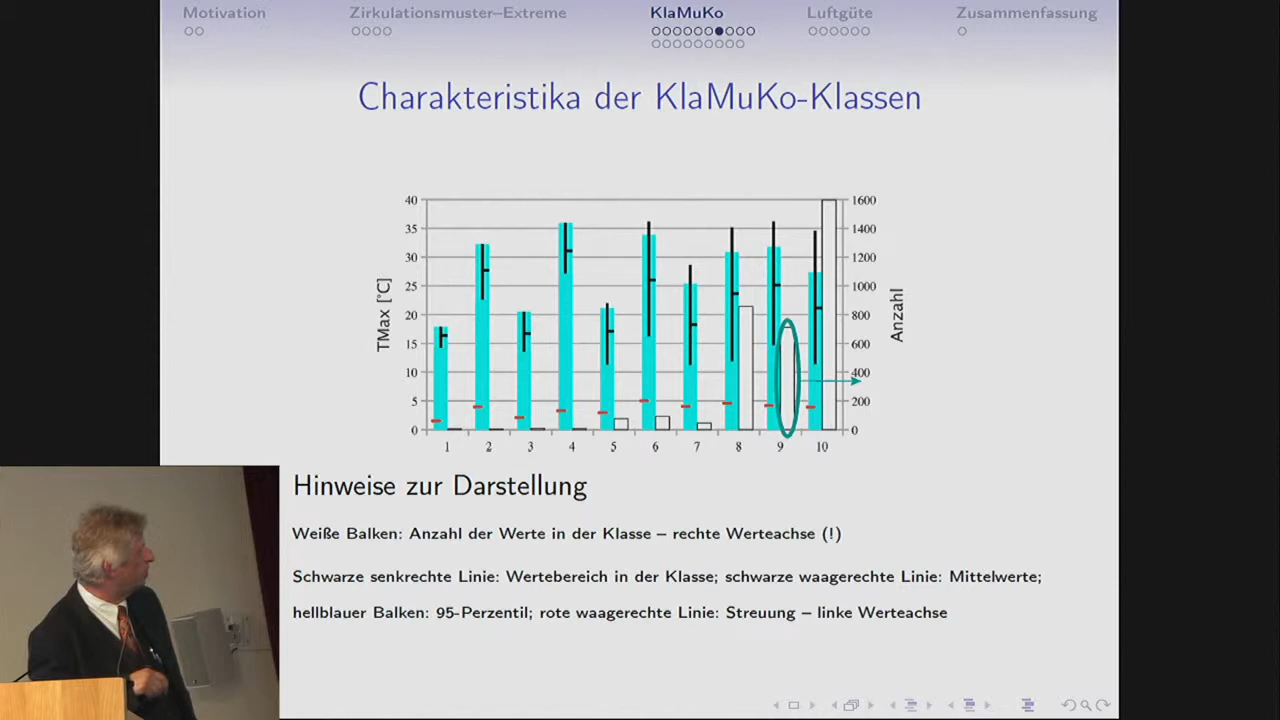 Motivation Zirkulationsmuster–Extreme KlaMuKo Luftgüte Zusammenfassung
Charakteristika der KlaMuKo-Klassen
40 1600
35 1400
30 1200
25 1000
20 800
15 600
10 400
5 200
0 0
TMax [°C]
Anzahl
1 2 3 4 5 6 7 8 9 10
Hinweise zur Darstellung
Weiße Balken: Anzahl der Werte in der Klasse – rechte Werteachse (!)
Schwarze senkrechte Linie: Wertebereich in der Klasse; schwarze waagerechte Linie: Mittelwerte;
hellblauer Balken: 95-Perzentil; rote waagerechte Linie: Streuung – linke Werteachse